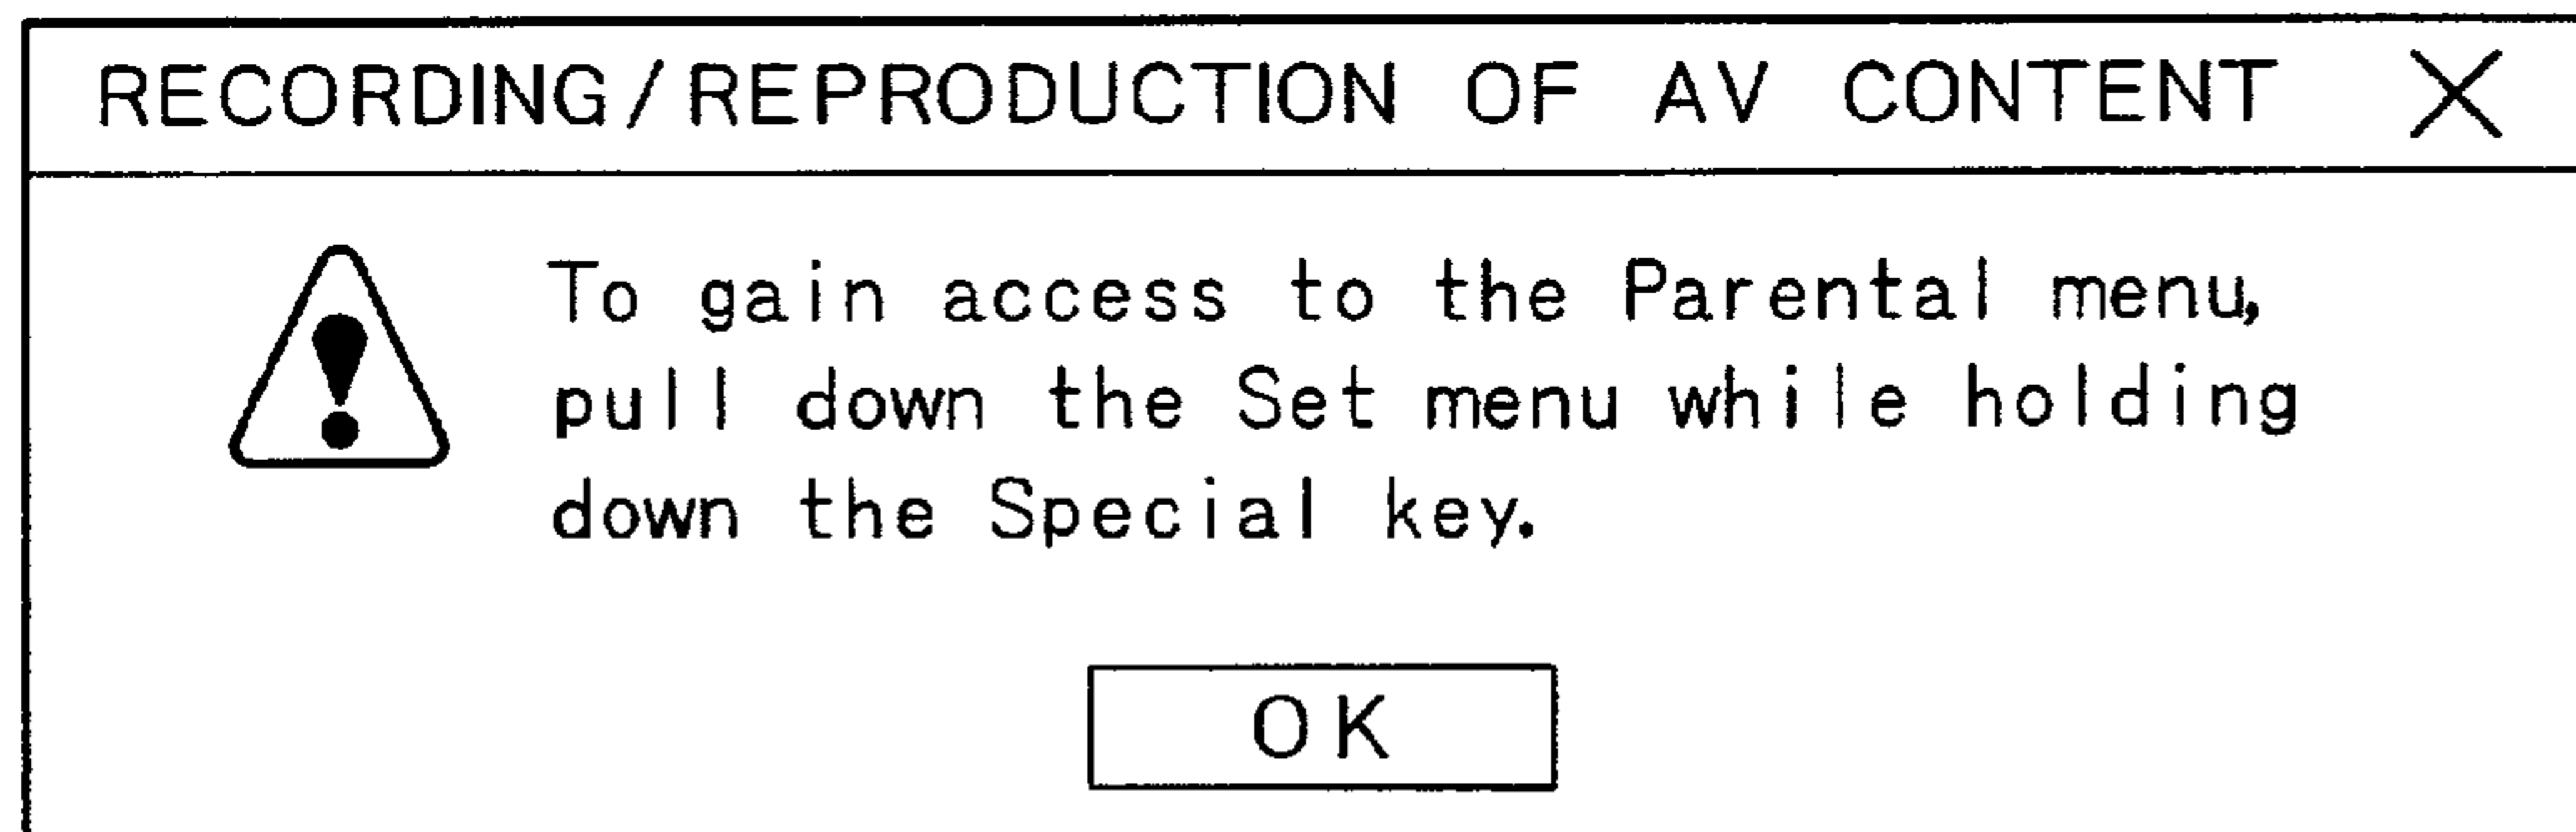 RECORDING/REPRODUCTION OF AV CONTENT X
To gain access to the Parental menu,
pull down the Set menu while holding
down the Special key.
OK